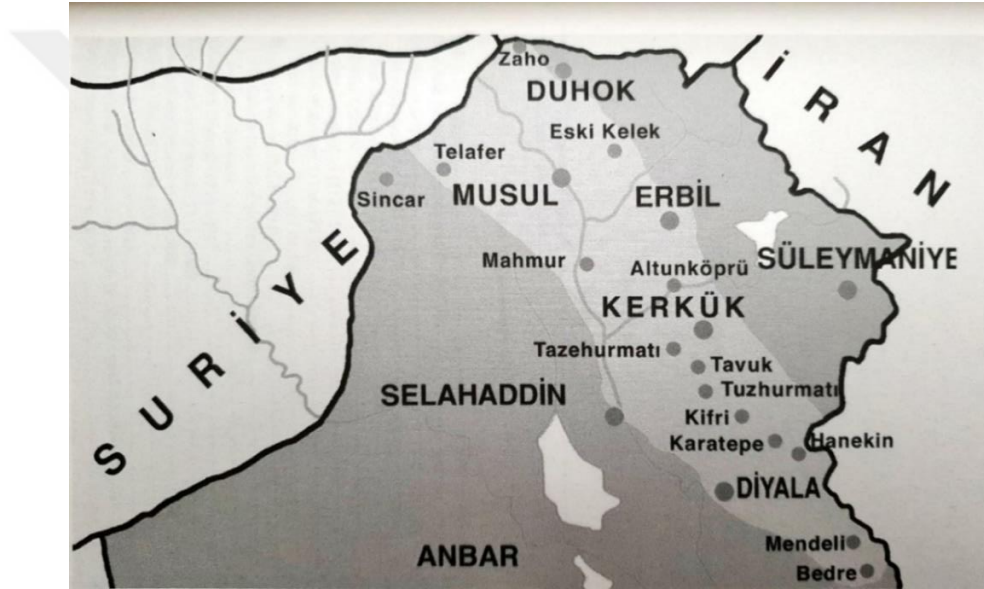 Zaho
DUHOK
İRAN
Eski Kelek
Telafer
Sincar
MUSUL
ERBİL
SURİYE
Mahmur
Altunköprü
SÜLEYMANİYE
KERKÜK
Tazehurmatı
Tavuk
Tuzhurmatı
SELAHADDİN
Kifri
Karatepe
Hanekin
DİYALA
ANBAR
Mendeli
Bedre